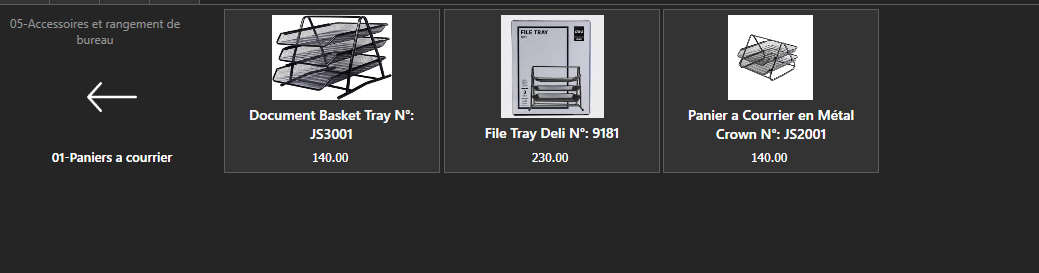 05-Accessoires et rangement de
bureau
01-Paniers a courrier
Document Basket Tray N°:
JS3001
140.00
FILE TRAY
File Tray Deli N°: 9181
230.00
Panier a Courrier en Métal
Crown N°: JS2001
140.00